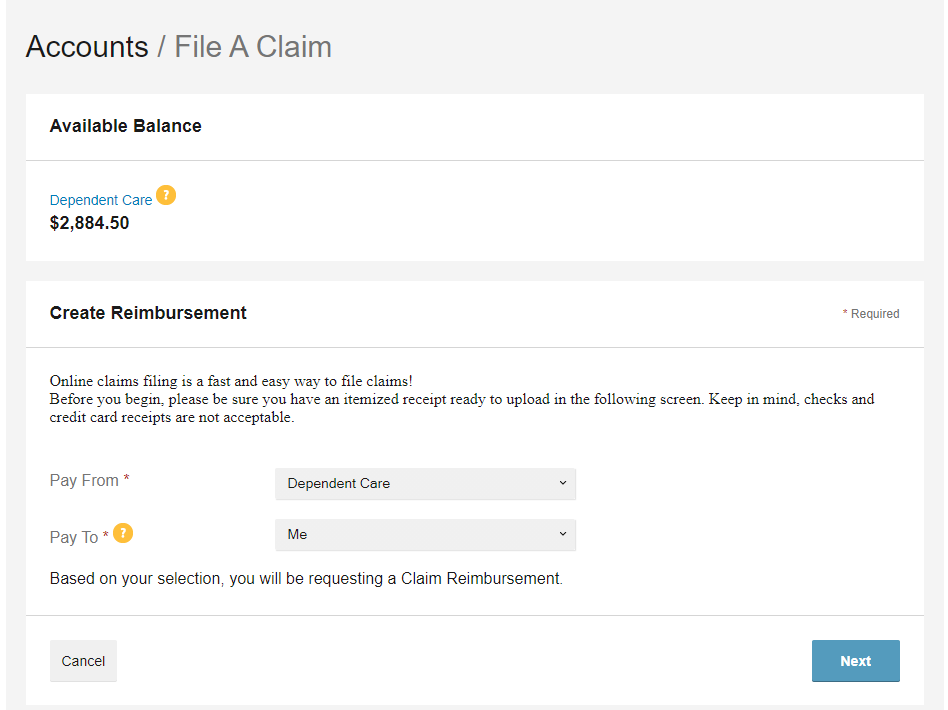 Accounts / File A Claim
Available Balance
Dependent Care ?
$2,884.50
Create Reimbursement * Required
Online claims filing is a fast and easy way to file claims!
Before you begin, please be sure you have an itemized receipt ready to upload in the following screen. Keep in mind, checks and
credit card receipts are not acceptable.
Pay From * Dependent Care
Pay To * ? Me
Based on your selection, you will be requesting a Claim Reimbursement.
Cancel Next